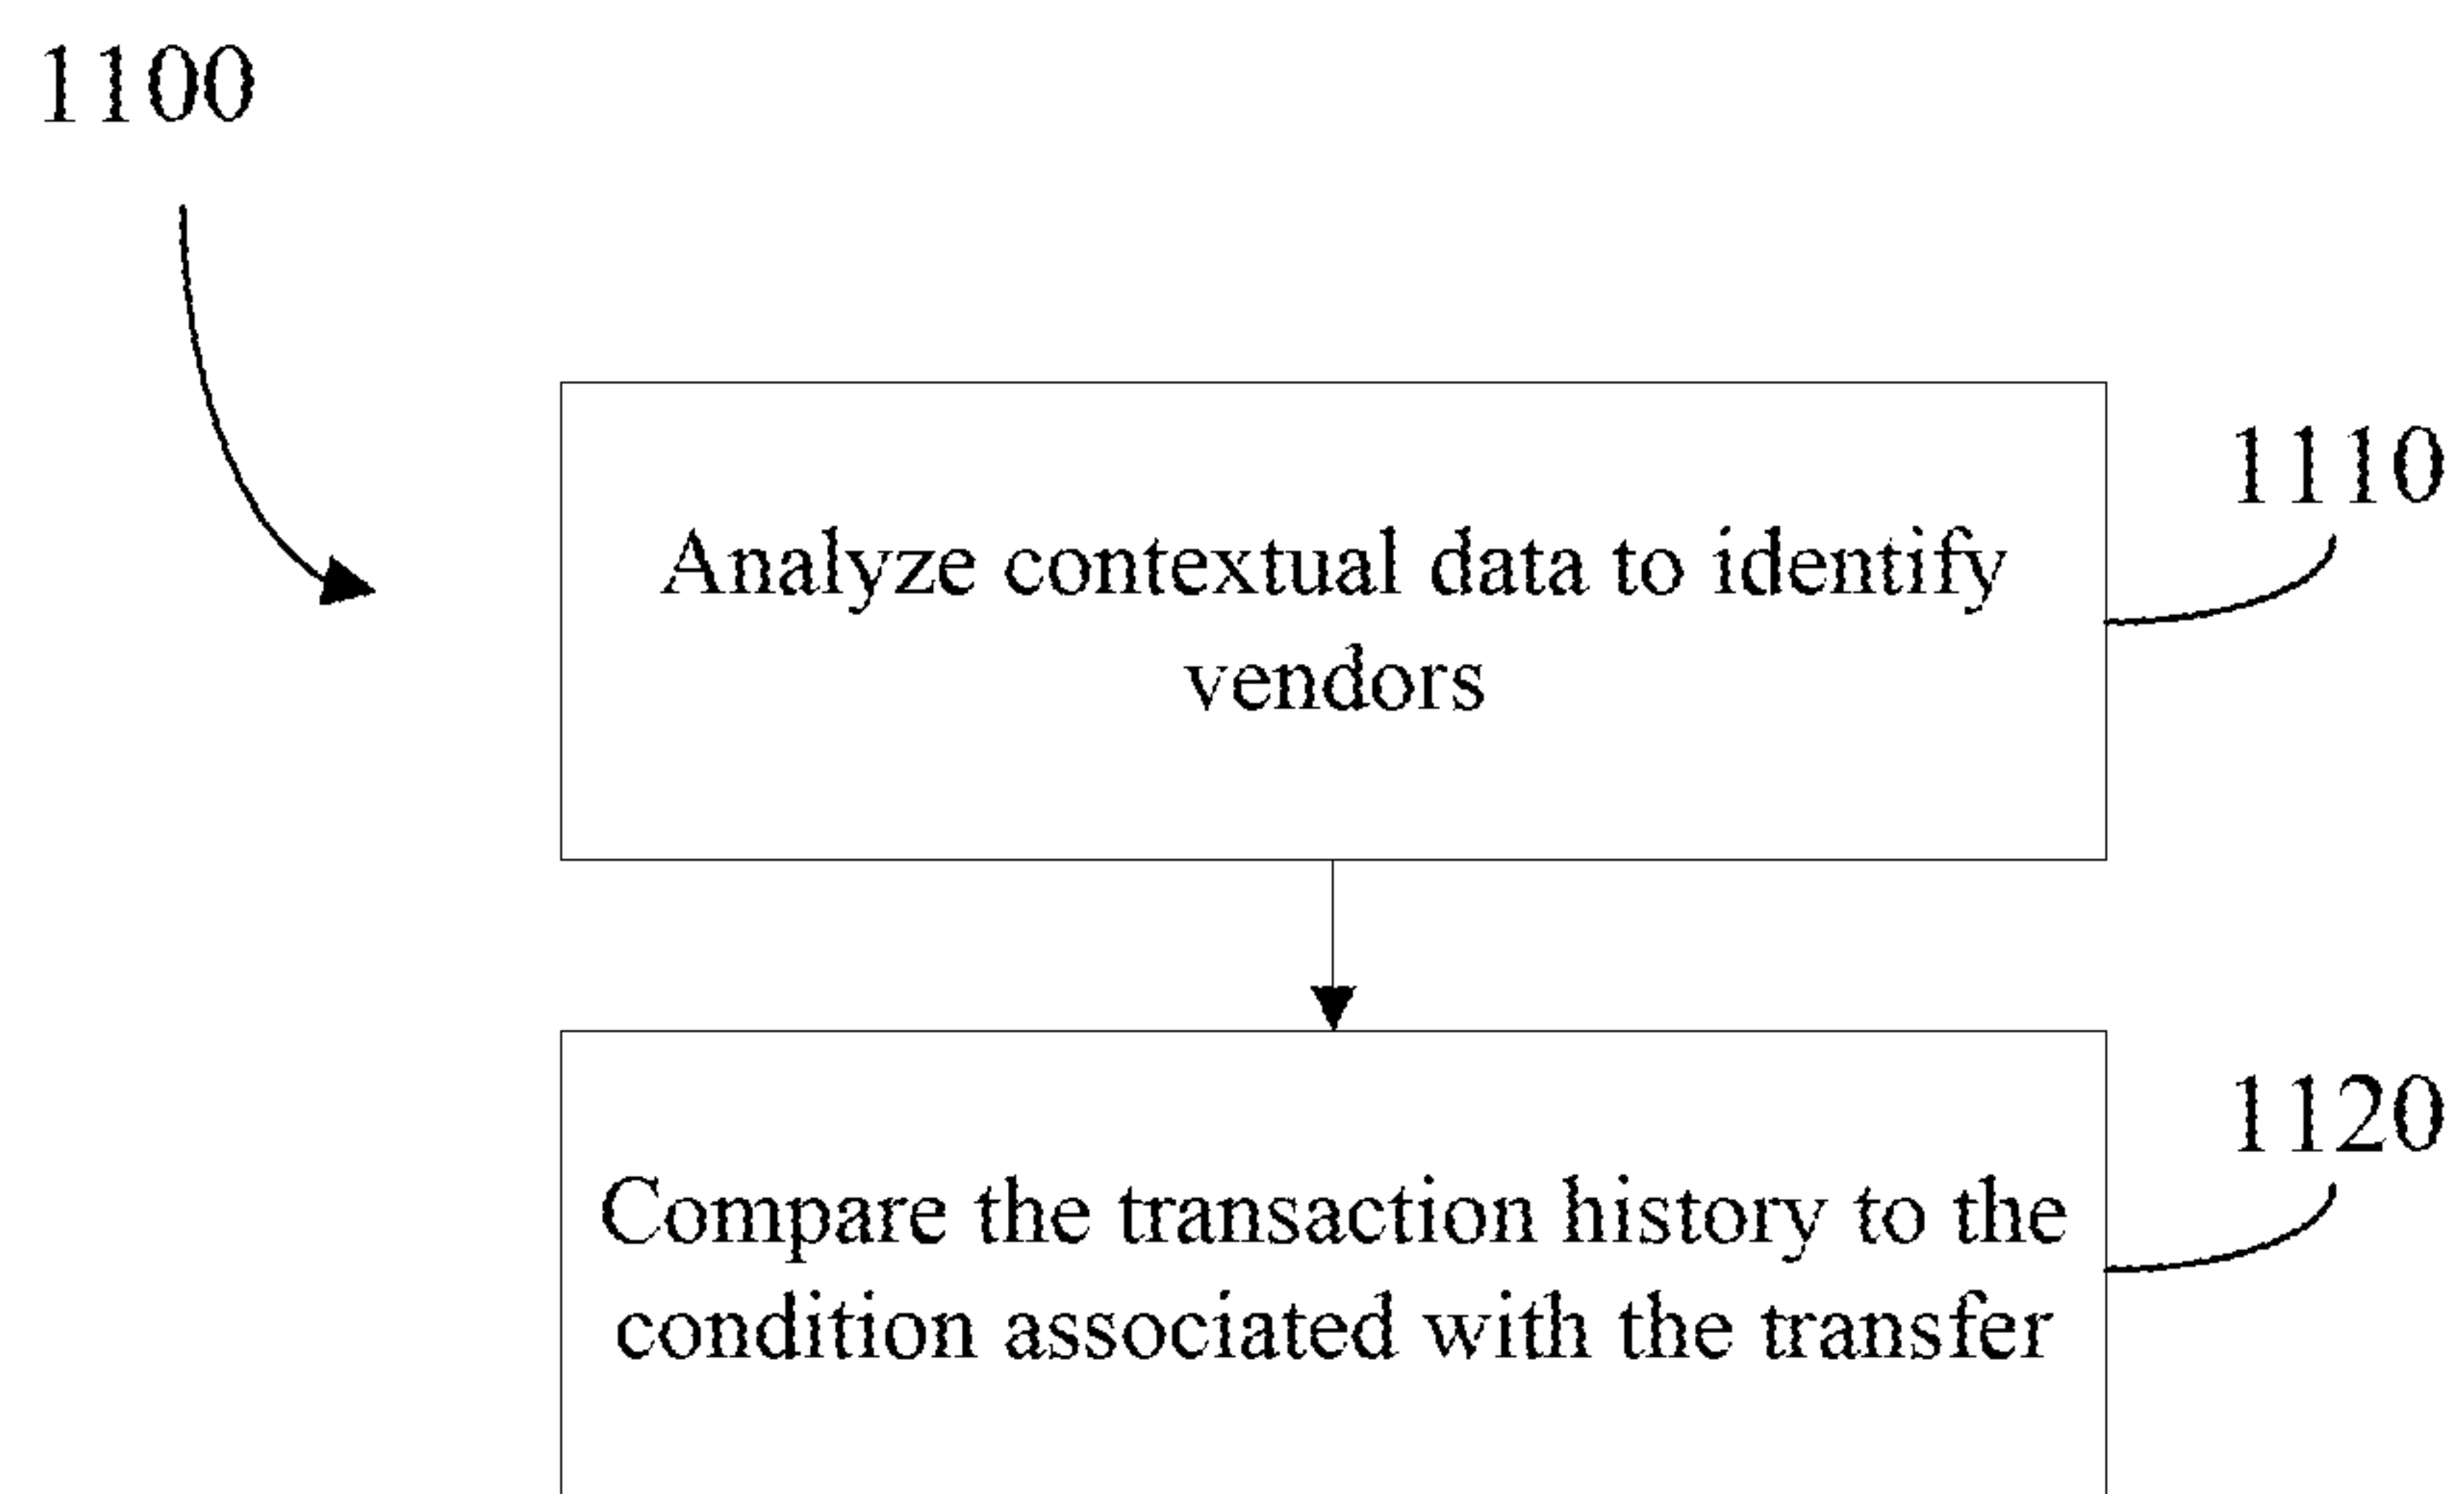 1100
1110
Analyze contextual data to identify
vendors
1120
Compare the transaction history to the
condition associated with the transfer